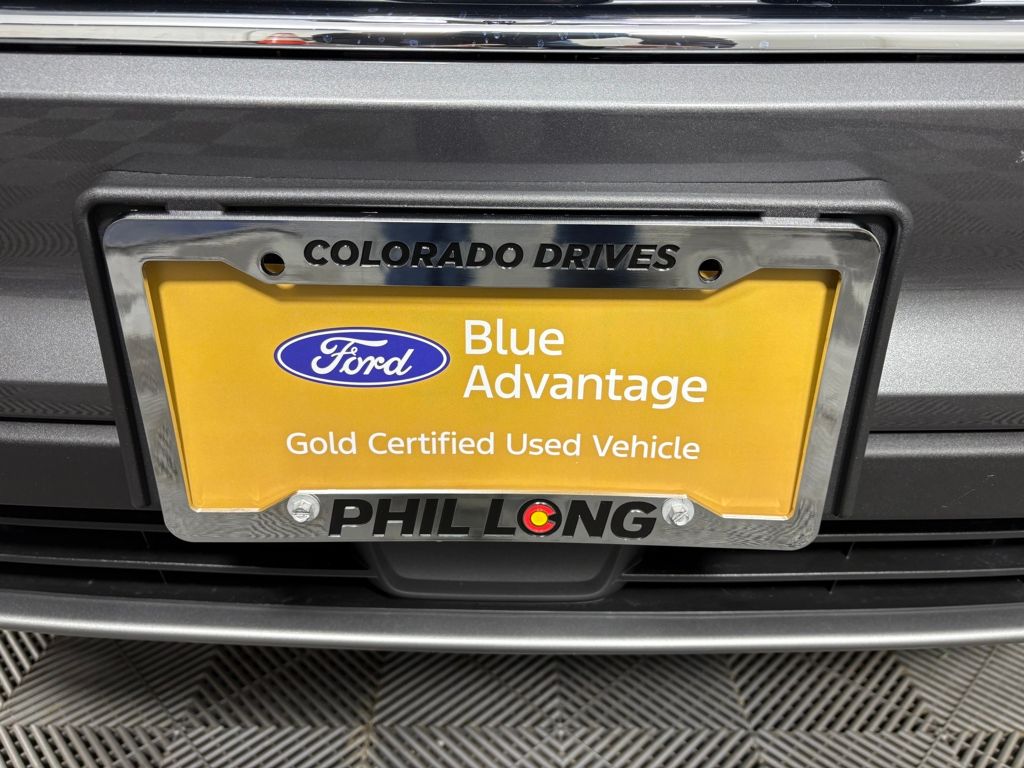 COLORADO DRIVES
Ford
Blue
Advantage
Gold Certified Used Vehicle
PHIL LONG